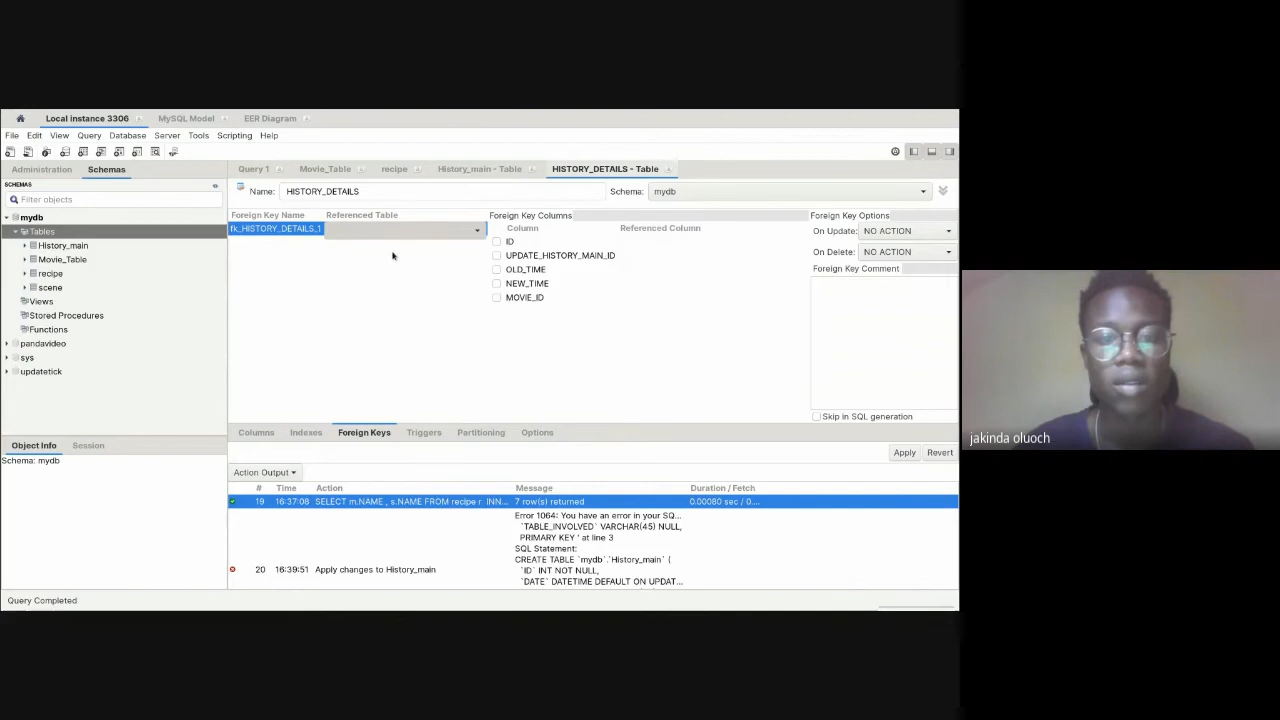 Local instance 3306 MySQL Model EER Diagram
File Edit View Query Database Server Tools Scripting Help
Administration Schemas
Query 1 Movie_Table recipe History_main - Table HISTORY_DETAILS - Table
SCHEMAS
Filter objects
mydb
Tables
History_main
Movie_Table
recipe
scene
Views
Stored Procedures
Functions
pandavideo
sys
updatetick
Object Info Session
Schema: mydb
Name: HISTORY_DETAILS Schema: mydb
Foreign Key Name Referenced Table
fk_HISTORY_DETAILS_1
Foreign Key Columns
Column Referenced Column
ID
UPDATE_HISTORY_MAIN_ID
OLD_TIME
NEW_TIME
MOVIE_ID
Foreign Key Options
On Update: NO ACTION
On Delete: NO ACTION
Foreign Key Comment
Skip in SQL generation
Columns Indexes Foreign Keys Triggers Partitioning Options
Apply Revert
Action Output
# Time Action Message Duration / Fetch
19 16:37:08 SELECT m.NAME , s.NAME FROM recipe r INN... 7 row(s) returned 0.00080 sec / 0....
Error 1064: You have an error in your SQ...
`TABLE_INVOLVED` VARCHAR(45) NULL,
PRIMARY KEY ' at line 3
SQL Statement:
CREATE TABLE `mydb`.`History_main` (
20 16:39:51 Apply changes to History_main `ID` INT NOT NULL,
`DATE` DATETIME DEFAULT ON UPDAT...
Query Completed
jakinda oluoch